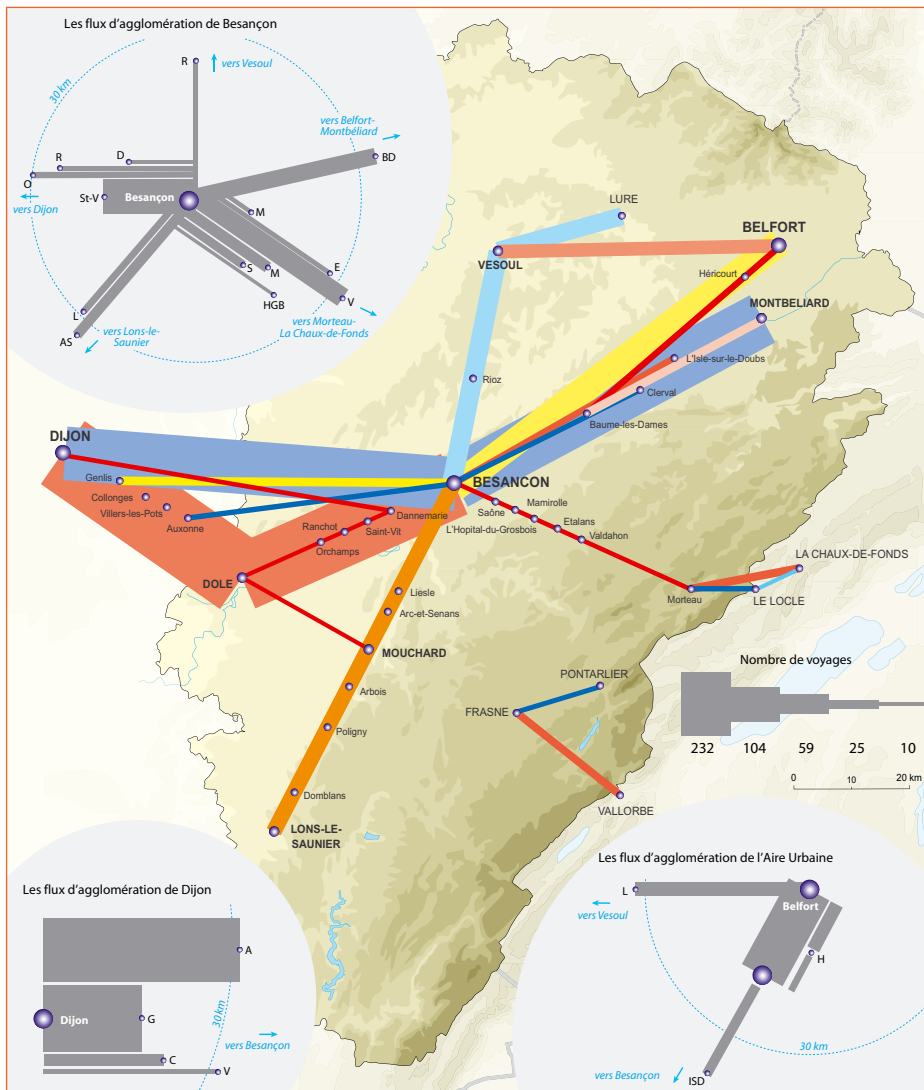 Les flux d'agglomération de Besançon
R
vers Vesoul
30 km
vers Belfort-
Montbéliard
BD
D
R
O
St-V
Besançon
vers Dijon
M
S
M
E
HGB
V
L
AS
vers Lons-le-
Saunier
vers Morteau-
La Chaux-de-Fonds
LURE
BELFORT
VESOUL
Héricourt
MONTBELIARD
L'Isle-sur-le-Doubs
Rioz
Clerval
Baume-les-Dames
DIJON
Genlis
BESANCON
Collonges
Villers-les-Pots
Auxonne
Dannemarie
Ranchot
Saint-Vit
Orchamps
Saône
Mamirolle
L'Hopital-du-Grosbois
Etalans
Valdahon
LA CHAUX-DE-FONDS
DOLE
Liesle
Morteau
LE LOCLE
Arc-et-Senans
MOUCHARD
Nombre de voyages
PONTARLIER
Arbois
FRASNE
Poligny
232 104 59 25 10
0 10 20 km
Domblans
VALLORBE
LONS-LE-
SAUNIER
Les flux d'agglomération de l'Aire Urbaine
L
vers Vesoul
Belfort
H
30 km
vers Besançon
ISD
Les flux d'agglomération de Dijon
A
30 km
Dijon
G
vers Besançon
C
V